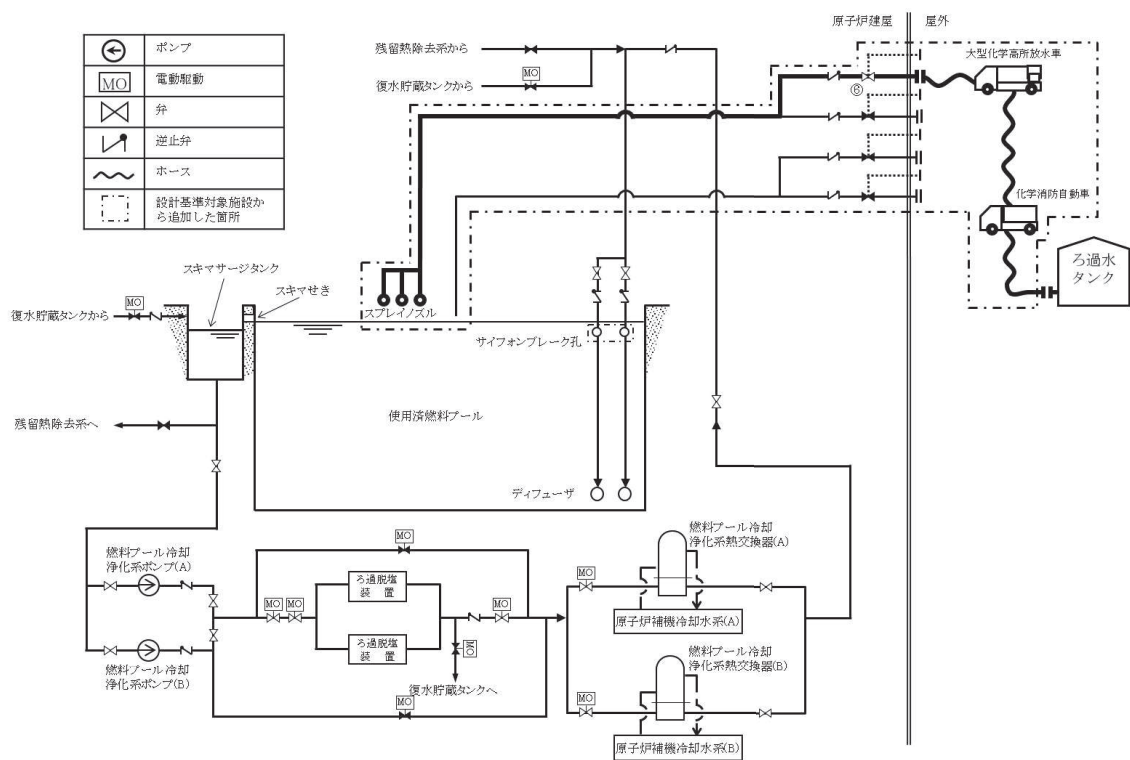 ポンプ
MO
電動駆動
弁
逆止弁
ホース
設計基準対象施設か
ら追加した箇所
残留熱除去系から
MO
復水貯蔵タンクから
原子炉建屋
屋外
大型化学高所放水車
⑥
化学消防自動車
ろ過水
タンク
スキマサージタンク
スキマせき
MO
復水貯蔵タンクから
スプレイノズル
サイフォンブレーク孔
残留熱除去系へ
使用済燃料プール
ディフューザ
燃料プール冷却
浄化系ポンプ(A)
燃料プール冷却
浄化系ポンプ(B)
MO
MO
MO
ろ過脱塩
装 置
ろ過脱塩
装 置
MO
MO
復水貯蔵タンクへ
MO
燃料プール冷却
浄化系熱交換器(A)
MO
原子炉補機冷却水系(A)
燃料プール冷却
浄化系熱交換器(B)
MO
原子炉補機冷却水系(B)